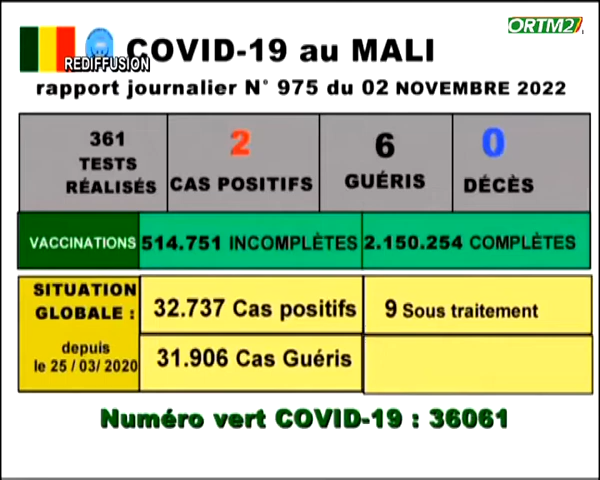 ORTM2
COVID-19 au MALI
REDIFFUSION
rapport journalier N° 975 du 02 NOVEMBRE 2022
361
TESTS
RÉALISÉS
2
CAS POSITIFS
6
GUÉRIS
0
DÉCÈS
VACCINATIONS
514.751 INCOMPLÈTES
2.150.254 COMPLÈTES
SITUATION
GLOBALE :
depuis
le 25 / 03/ 2020
32.737 Cas positifs
9 Sous traitement
31.906 Cas Guéris
Numéro vert COVID-19 : 36061